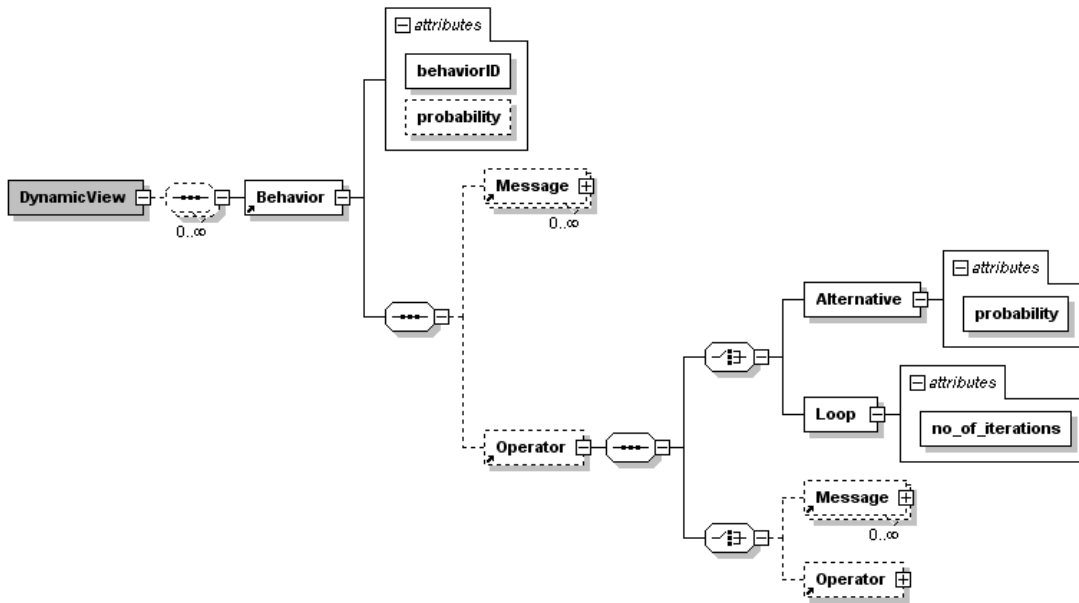 attributes
behaviorID
probability
DynamicView
0..∞
Behavior
Message
0..∞
attributes
Alternative
probability
attributes
Loop
no_of_iterations
Operator
Message
0..∞
Operator